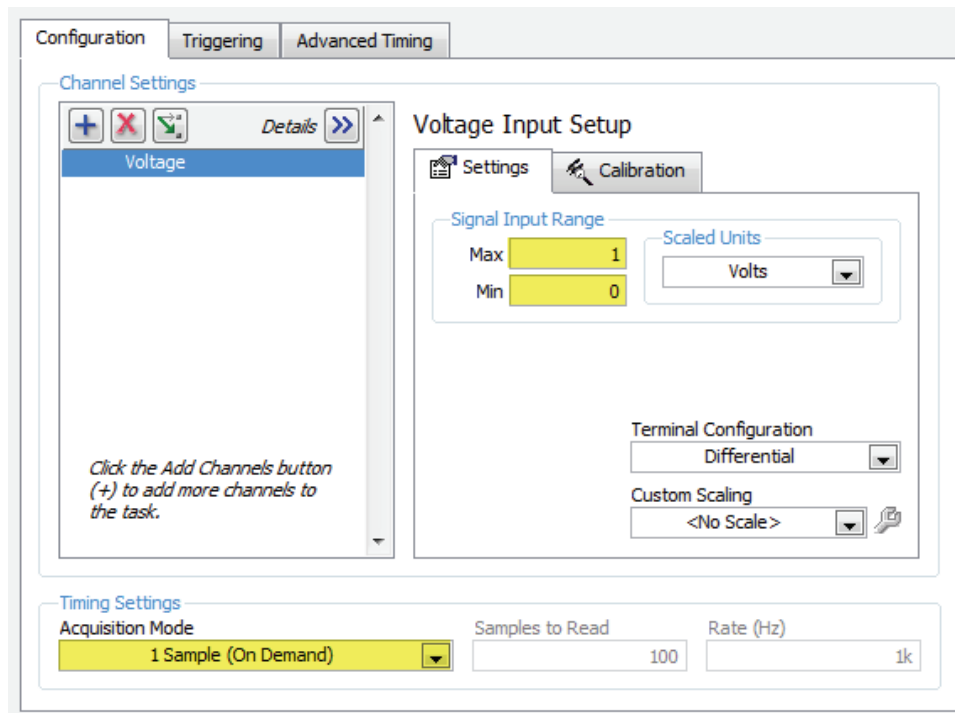 Configuration
Triggering
Advanced Timing
Channel Settings
Details
Voltage
Click the Add Channels button
(+) to add more channels to
the task.
Voltage Input Setup
Settings
Calibration
Signal Input Range
Max 1
Min 0
Scaled Units
Volts
Terminal Configuration
Differential
Custom Scaling
<No Scale>
Timing Settings
Acquisition Mode
1 Sample (On Demand)
Samples to Read
100
Rate (Hz)
1k